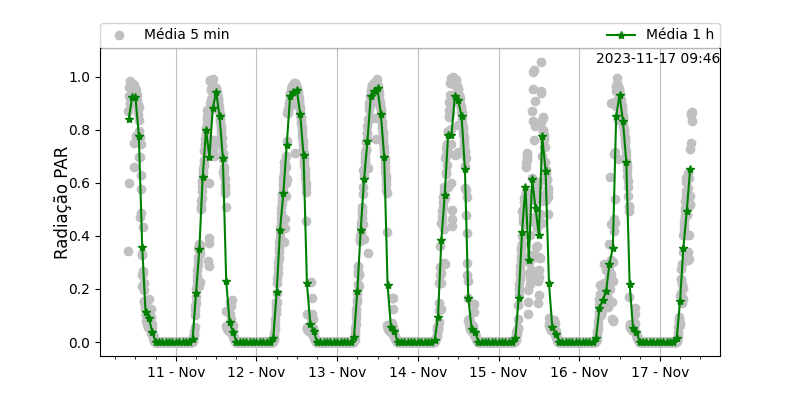 Média 5 min
Média 1 h
2023-11-17 09:46
Radiação PAR
1.0
0.8
0.6
0.4
0.2
0.0
11 - Nov
12 - Nov
13 - Nov
14 - Nov
15 - Nov
16 - Nov
17 - Nov